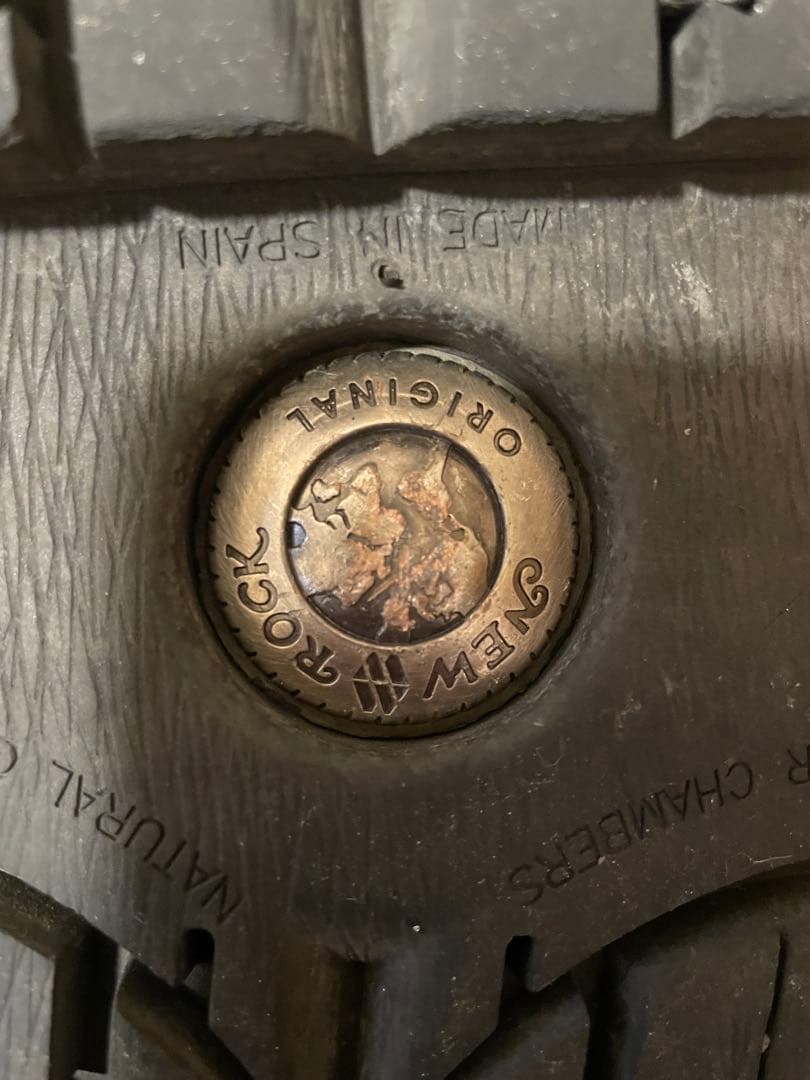 MADE IN SPAIN
ORIGINAL
NEW ROCK
NATURAL
R CHAMBERS